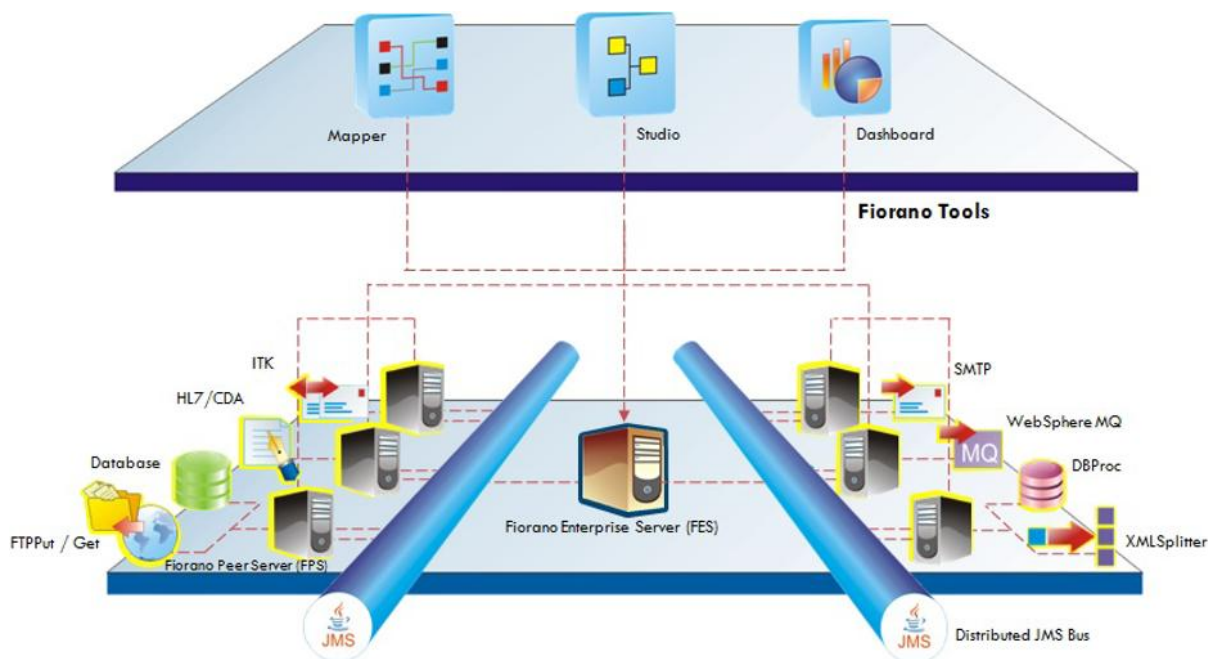 Mapper
Studio
Dashboard
Fiorano Tools
ITK
SMTP
HL7/CDA
WebSphere MQ
MQ
Database
DBProc
Fiorano Enterprise Server (FES)
FTPPut / Get
XMLSplitter
Fiorano Peer Server (FPS)
JMS
JMS
Distributed JMS Bus